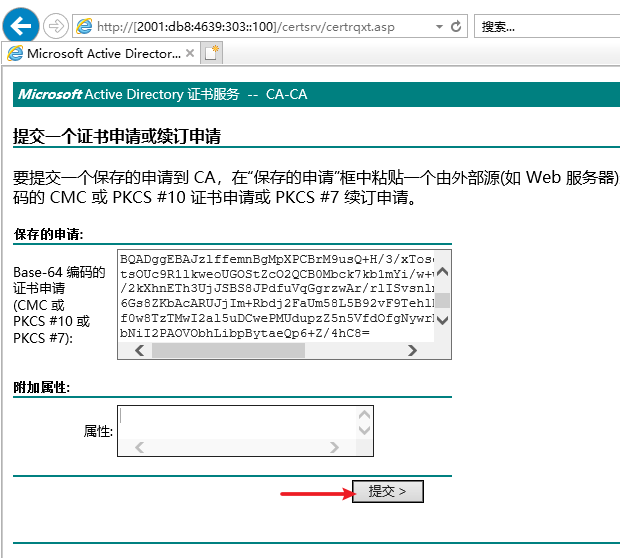 http://[2001:db8:4639:303::100]/certsrv/certrqxt.asp
搜索...
Microsoft Active Director...
Microsoft Active Directory 证书服务 -- CA-CA
提交一个证书申请或续订申请
要提交一个保存的申请到 CA，在“保存的申请”框中粘贴一个由外部源(如 Web 服务器)
码的 CMC 或 PKCS #10 证书申请或 PKCS #7 续订申请。
保存的申请:
Base-64 编码的
证书申请
(CMC 或
PKCS #10 或
PKCS #7):
BQADggEBAJzlffemnBgMpXPCBrM9usQ+H/3/xTos
tsOUc9R1lkweoUGOStZcO2QCB0Mbck7kb1mYi/w+
/2kXhnETh3UjJSBS8JPdfuVqGgrzwAr/rlISvsnl
6Gs8ZKbAcARUJjIm+Rbdj2FaUm58L5B92vF9Tehl
f0w8TzTMwI2al5uDCwePMUdupzZ5n5VfdOfgNywr
bNiI2PAOVObhLibpBytaeQp6+Z/4hC8=
附加属性:
属性:
提交 >